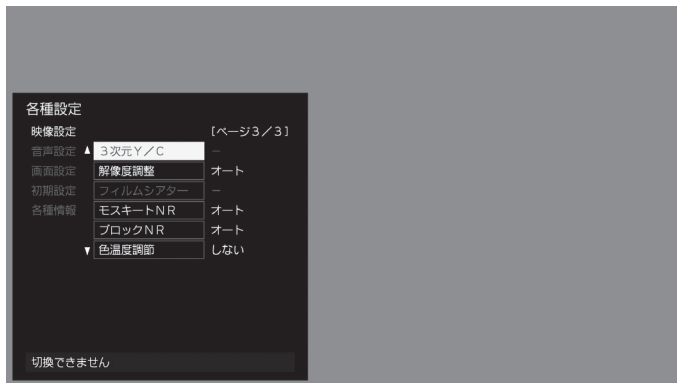 各種設定
映像設定 [ページ3／3]
音声設定 ▲ 3次元Y／C －
画面設定 解像度調整 オート
初期設定 フィルムシアター －
各種情報 モスキートNR オート
ブロックNR オート
▼ 色温度調節 しない
切換できません